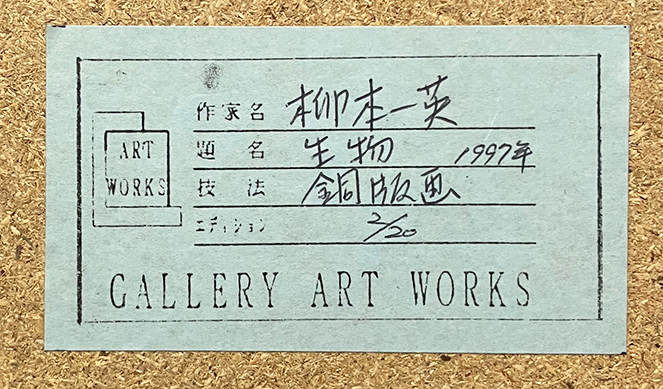 作家名 柳本一英
題名 生物 1997年
技法 銅版画
エディション 2/20
ART
WORKS
GALLERY ART WORKS